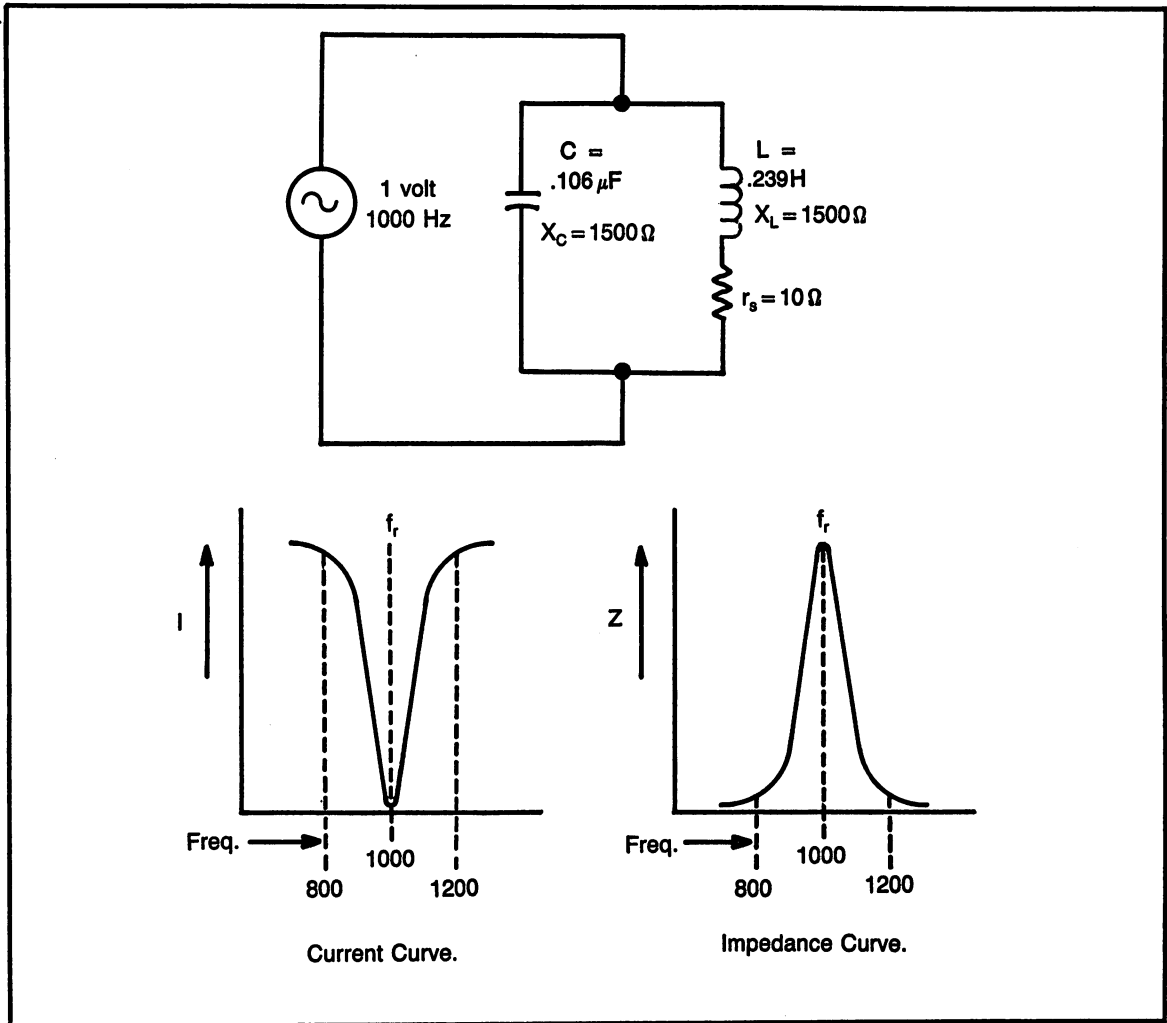 1 volt
1000 Hz
C =
.106 μF
X_C = 1500 Ω
L =
.239H
X_L = 1500 Ω
r_s = 10 Ω
f_r
I
Freq.
800
1000
1200
Current Curve.
f_r
Z
Freq.
800
1000
1200
Impedance Curve.